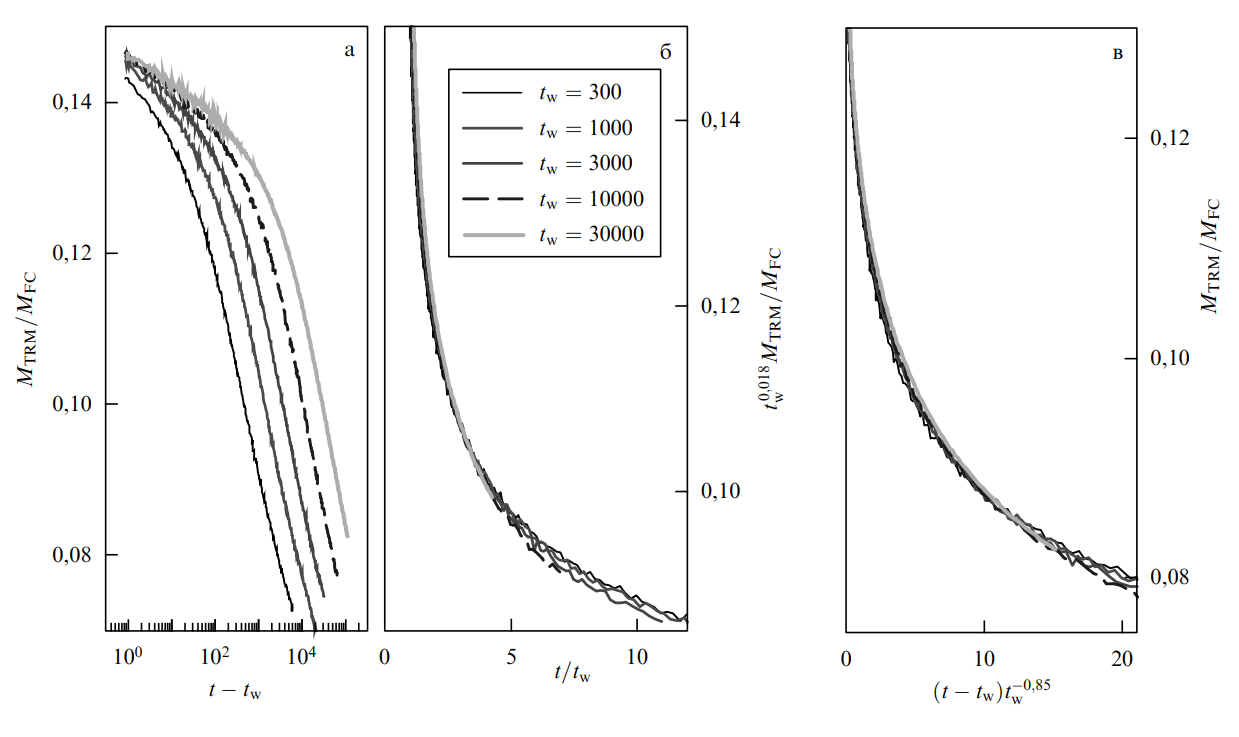 а
0,14
0,12
0,10
0,08
M_TRM/M_FC
10^0
10^2
10^4
t − t_w
б
t_w = 300
t_w = 1000
t_w = 3000
t_w = 10000
t_w = 30000
0,14
0,12
0,10
t_w^0,018 M_TRM/M_FC
0
5
10
t/t_w
в
0,12
0,10
0,08
M_TRM/M_FC
0
10
20
(t − t_w)t_w^−0,85